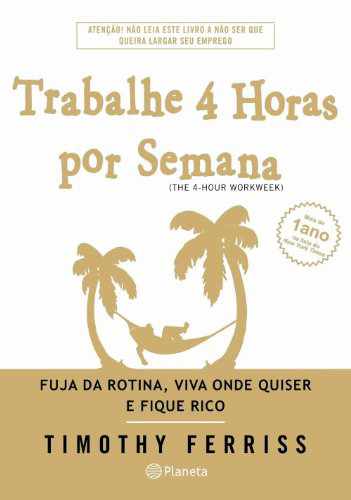 ATENÇÃO! NÃO LEIA ESTE LIVRO A NÃO SER QUE
QUEIRA LARGAR SEU EMPREGO
Trabalhe 4 Horas
por Semana
(THE 4-HOUR WORKWEEK)
Mais de
1ano
na lista do
New York Times
FUJA DA ROTINA, VIVA ONDE QUISER
E FIQUE RICO
TIMOTHY FERRISS
Planeta